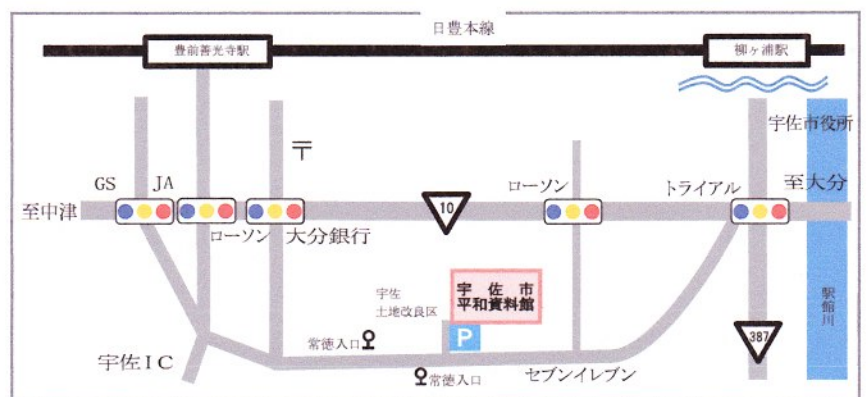 日豊本線
豊前善光寺駅
柳ヶ浦駅
宇佐市役所
〒
GS
JA
ローソン
トライアル
至大分
至中津
10
ローソン
大分銀行
宇佐
土地改良区
宇佐市
平和資料館
P
駅館川
常徳入口
387
宇佐IC
常徳入口
セブンイレブン